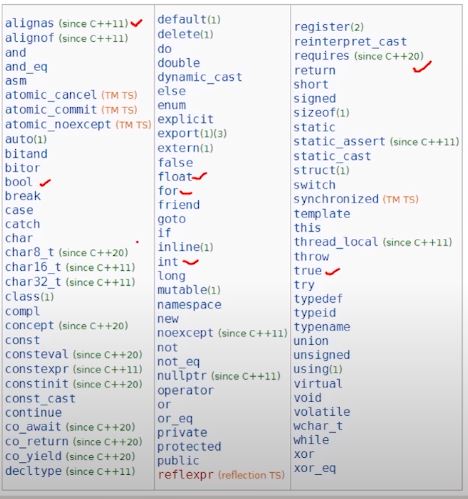 alignas (since C++11)
alignof (since C++11)
and
and_eq
asm
atomic_cancel (TM TS)
atomic_commit (TM TS)
atomic_noexcept (TM TS)
auto(1)
bitand
bitor
bool
break
case
catch
char
char8_t (since C++20)
char16_t (since C++11)
char32_t (since C++11)
class(1)
compl
concept (since C++20)
const
consteval (since C++20)
constexpr (since C++11)
constinit (since C++20)
const_cast
continue
co_await (since C++20)
co_return (since C++20)
co_yield (since C++20)
decltype (since C++11)
default(1)
delete(1)
do
double
dynamic_cast
else
enum
explicit
export(1)(3)
extern(1)
false
float
for
friend
goto
if
inline(1)
int
long
mutable(1)
namespace
new
noexcept (since C++11)
not
not_eq
nullptr (since C++11)
operator
or
or_eq
private
protected
public
reflexpr (reflection TS)
register(2)
reinterpret_cast
requires (since C++20)
return
short
signed
sizeof(1)
static
static_assert (since C++11)
static_cast
struct(1)
switch
synchronized (TM TS)
template
this
thread_local (since C++11)
throw
true
try
typedef
typeid
typename
union
unsigned
using(1)
virtual
void
volatile
wchar_t
while
xor
xor_eq